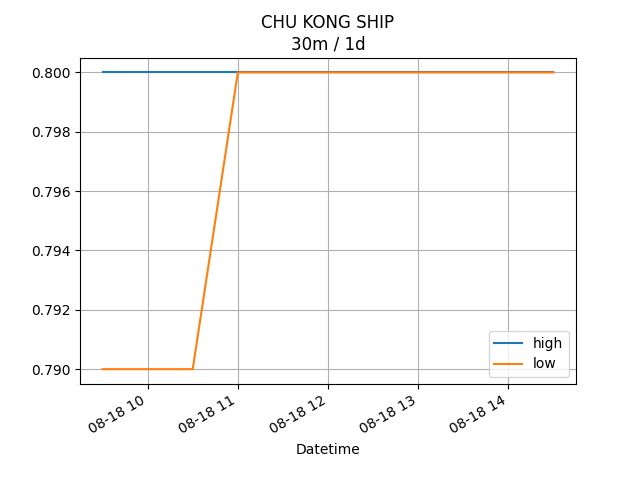 CHU KONG SHIP
30m / 1d
0.800
0.798
0.796
0.794
0.792
0.790
high
low
08-18 10
08-18 11
08-18 12
08-18 13
08-18 14
Datetime